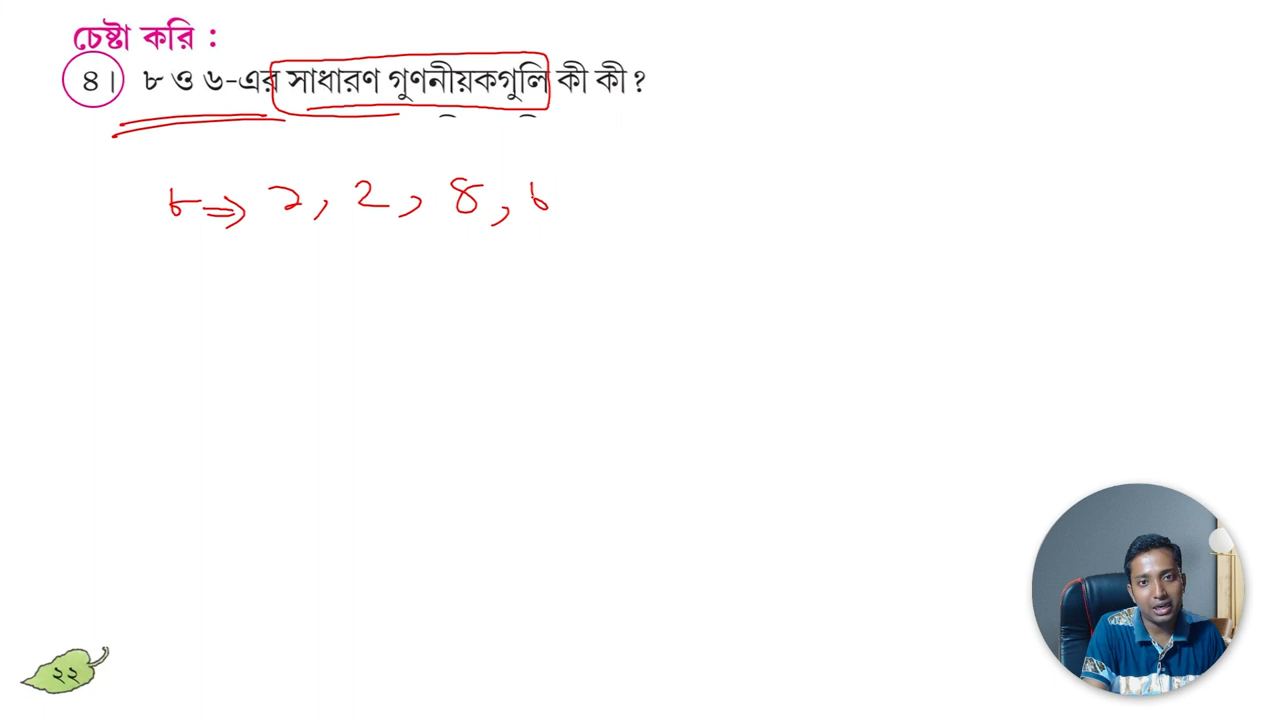 চেষ্টা করি :
৪। ৮ ও ৬-এর সাধারণ গুণনীয়কগুলি কী কী ?
৮ ⇒ ১, ২, ৪, ৮
২২